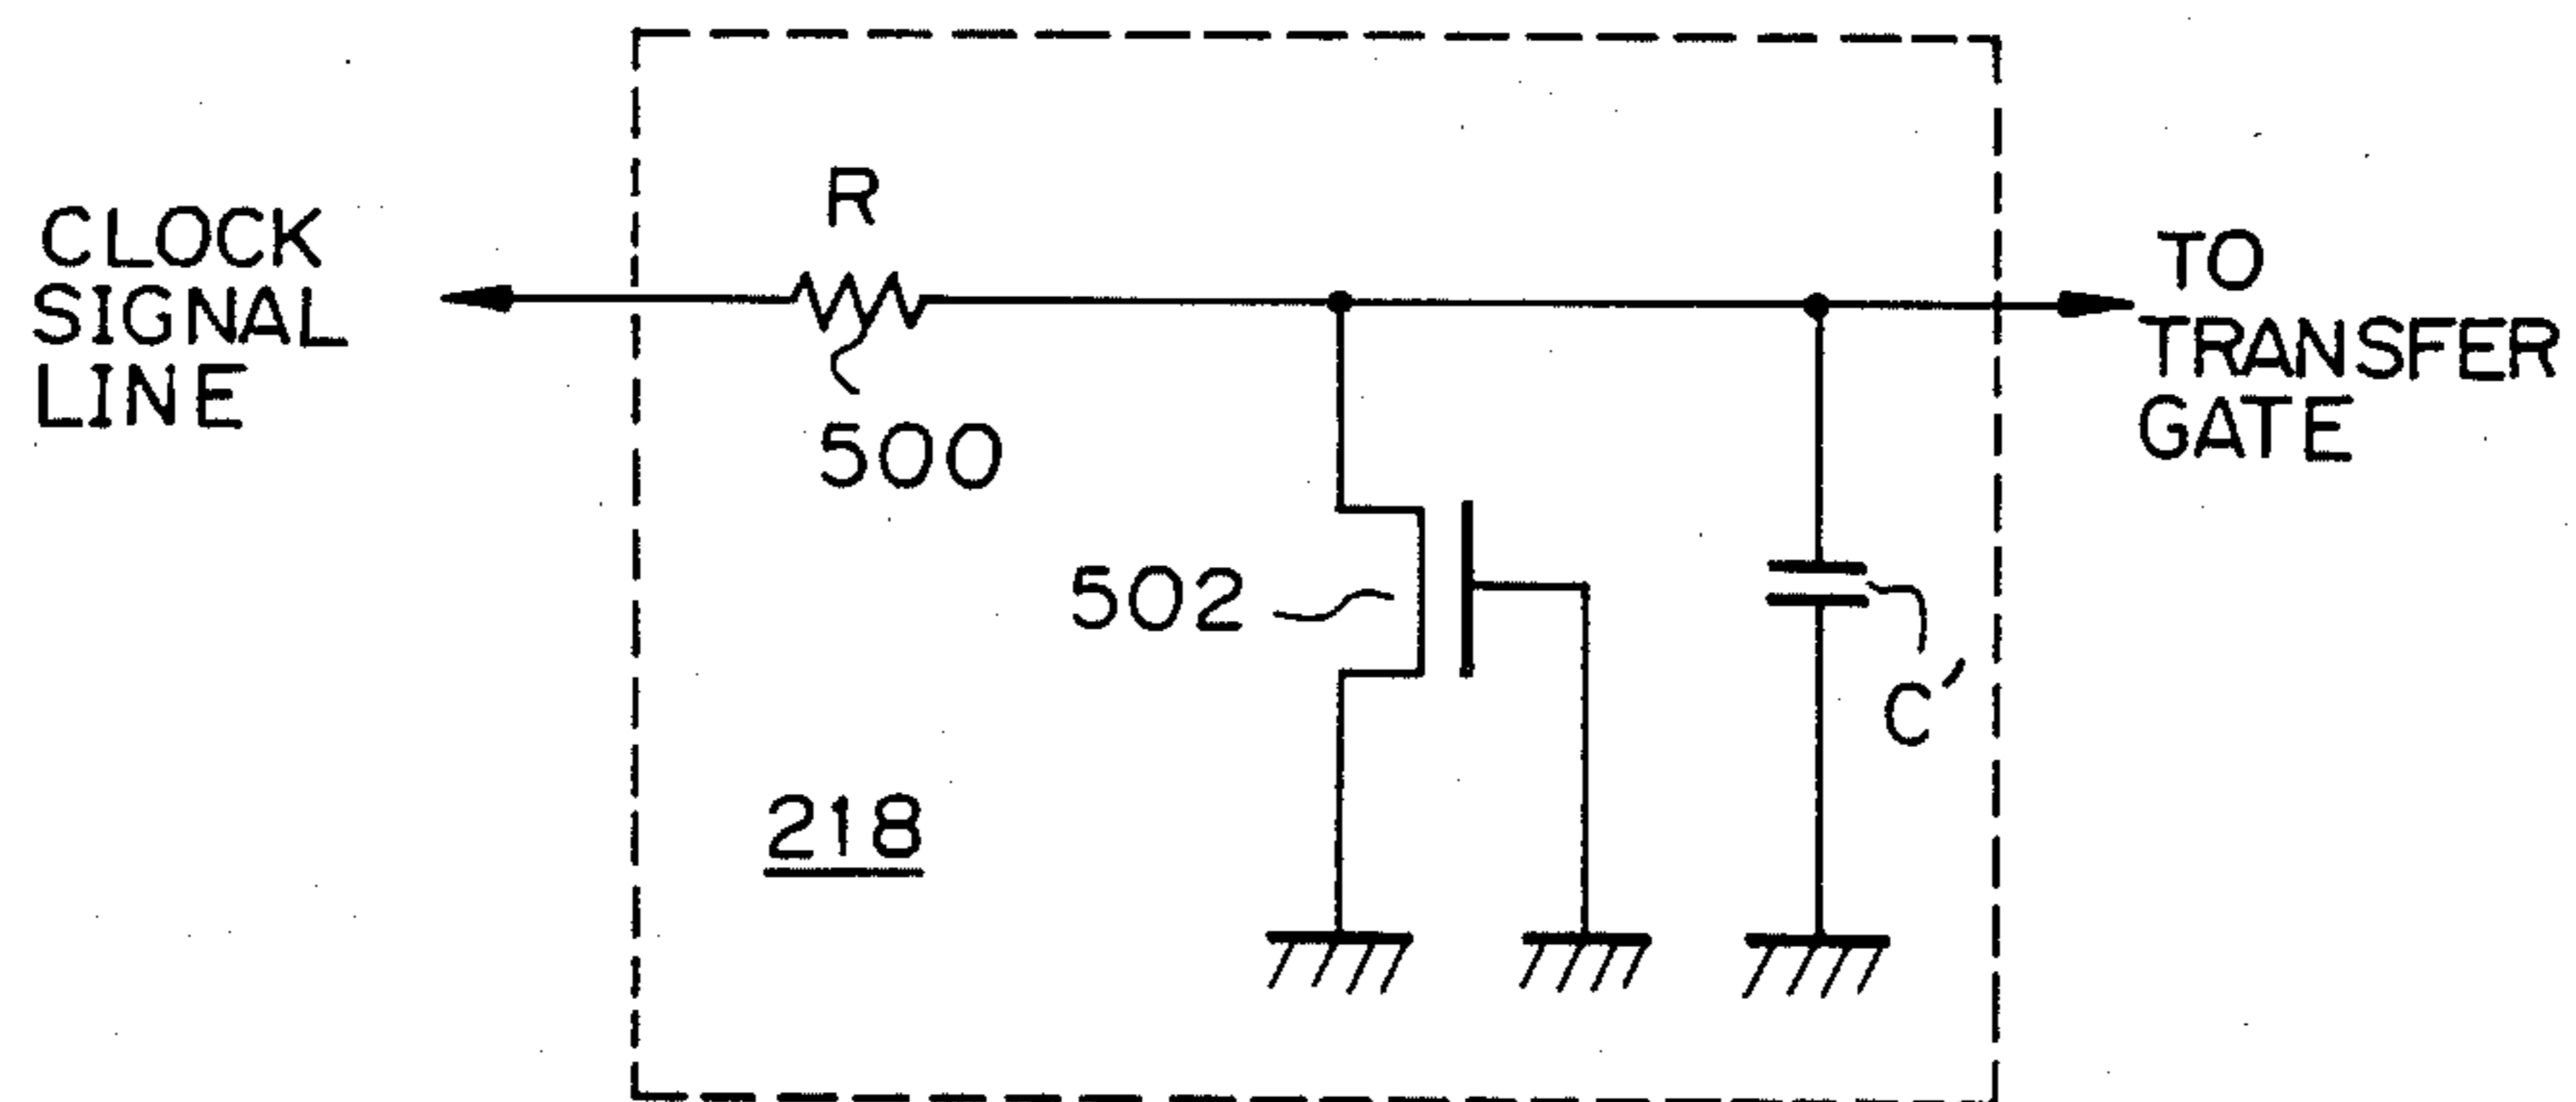 R
CLOCK
SIGNAL
LINE
TO
TRANSFER
GATE
500
502
C'
218